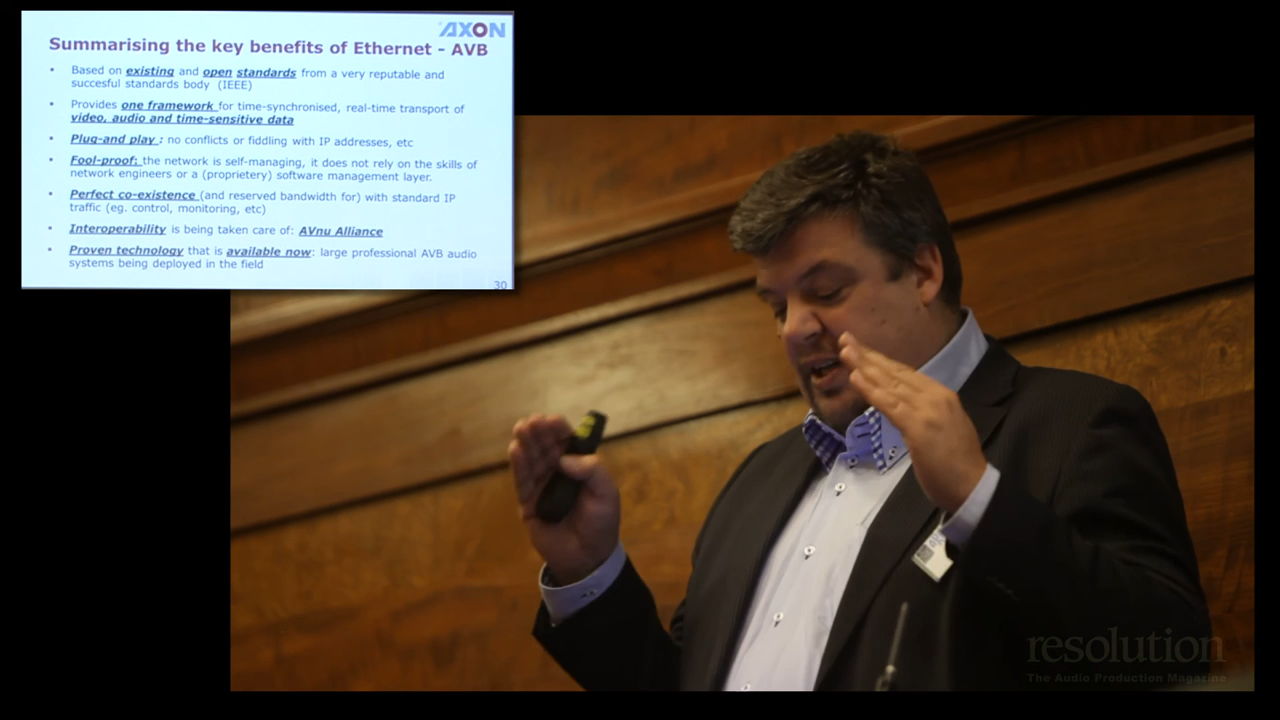 AXON
Summarising the key benefits of Ethernet - AVB
• Based on existing and open standards from a very reputable and
succesful standards body (IEEE)
• Provides one framework for time-synchronised, real-time transport of
video, audio and time-sensitive data
• Plug-and play : no conflicts or fiddling with IP addresses, etc
• Fool-proof: the network is self-managing, it does not rely on the skills of
network engineers or a (proprietery) software management layer.
• Perfect co-existence (and reserved bandwidth for) with standard IP
traffic (eg. control, monitoring, etc)
• Interoperability is being taken care of: AVnu Alliance
• Proven technology that is available now: large professional AVB audio
systems being deployed in the field
30
resolution
The Audio Production Magazine